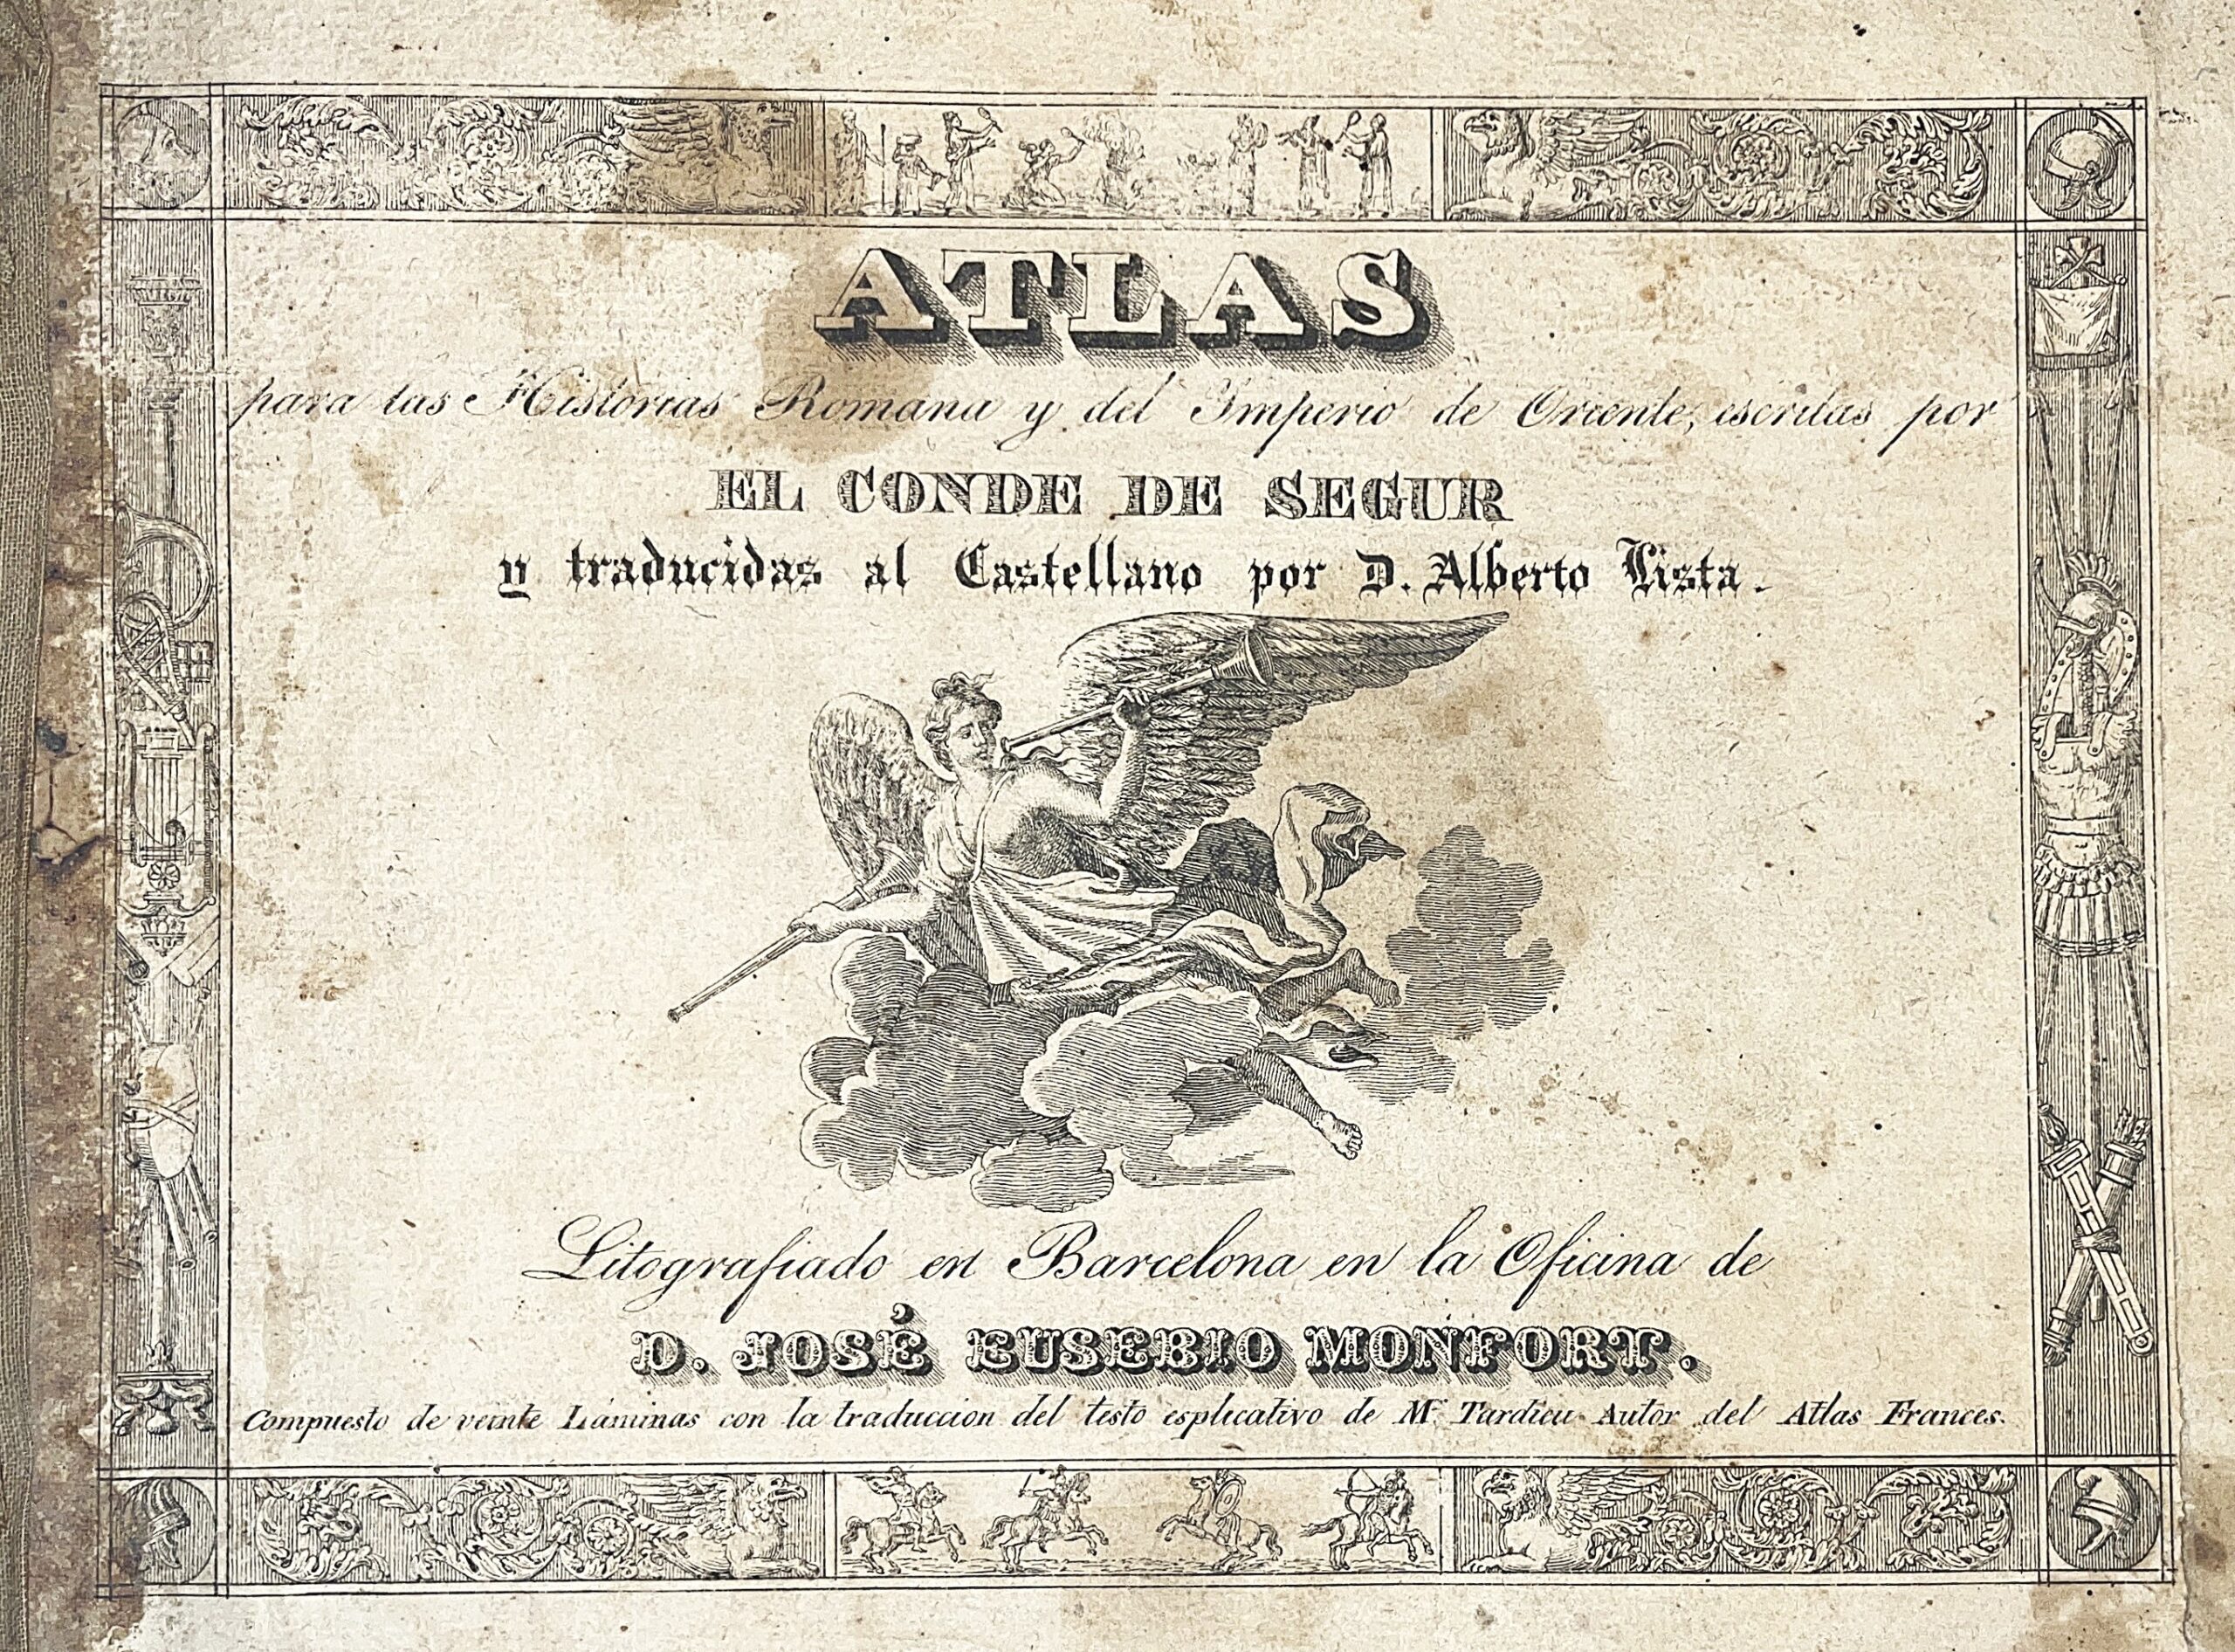 ATLAS
para las Historias Romana y del Imperio de Oriente, escritas por
EL CONDE DE SEGUR
y traducidas al Castellano por D. Alberto Lista.
Litografiado en Barcelona en la Oficina de
D. JOSÉ EUSEBIO MONFORT.
Compuesto de veinte Láminas con la traduccion del testo esplicativo de Mr. Tardieu Autor del Atlas Frances.